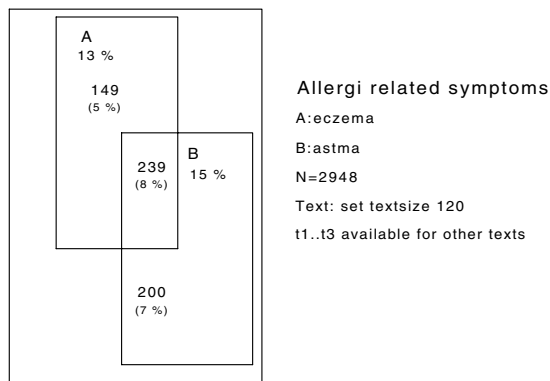 A
13 %
149
(5 %)
239
(8 %)
B
15 %
200
(7 %)
Allergi related symptoms
A:eczema
B:astma
N=2948
Text: set textsize 120
t1..t3 available for other texts